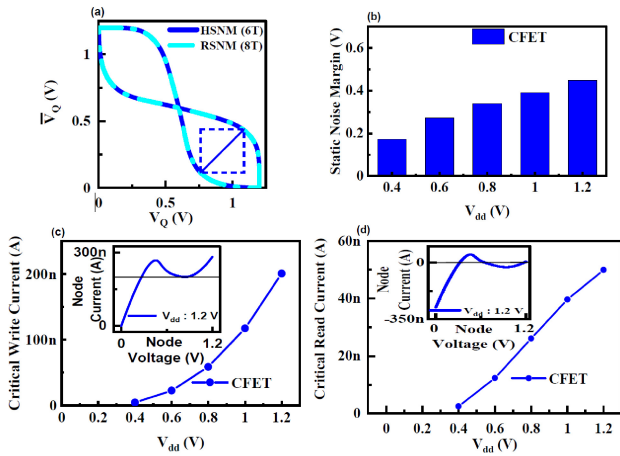 (a)
HSNM (6T)
RSNM (8T)
V̅Q (V)
1
0.5
0
0
0.5
1
VQ (V)
(b)
CFET
Static Noise Margin (V)
0.6
0.4
0.2
0
0.4 0.6 0.8 1 1.2
Vdd (V)
(c)
Critical Write Current (A)
200n
100n
0
0 0.2 0.4 0.6 0.8 1 1.2
Vdd (V)
CFET
300n
0
Node
Current (A)
Vdd : 1.2 V
0 Node 1.2
Voltage (V)
(d)
Critical Read Current (A)
60n
40n
20n
0
0 0.2 0.4 0.6 0.8 1 1.2
Vdd (V)
CFET
0
-350n
Node
Current (A)
Vdd : 1.2 V
0 Node 1.2
Voltage (V)